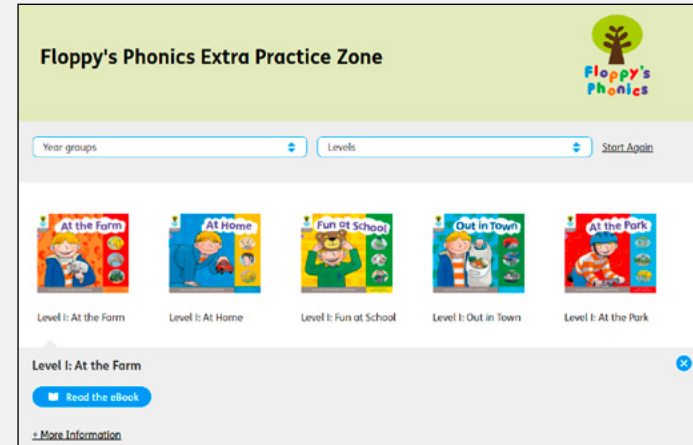 Floppy's Phonics Extra Practice Zone
Floppy's
Phonics
Year groups
Levels
Start Again
At the Farm
At Home
Fun at School
Out in Town
At the Park
Level 1: At the Farm
Level 1: At Home
Level 1: Fun at School
Level 1: Out in Town
Level 1: At the Park
Level 1: At the Farm
Read the eBook
+ More Information